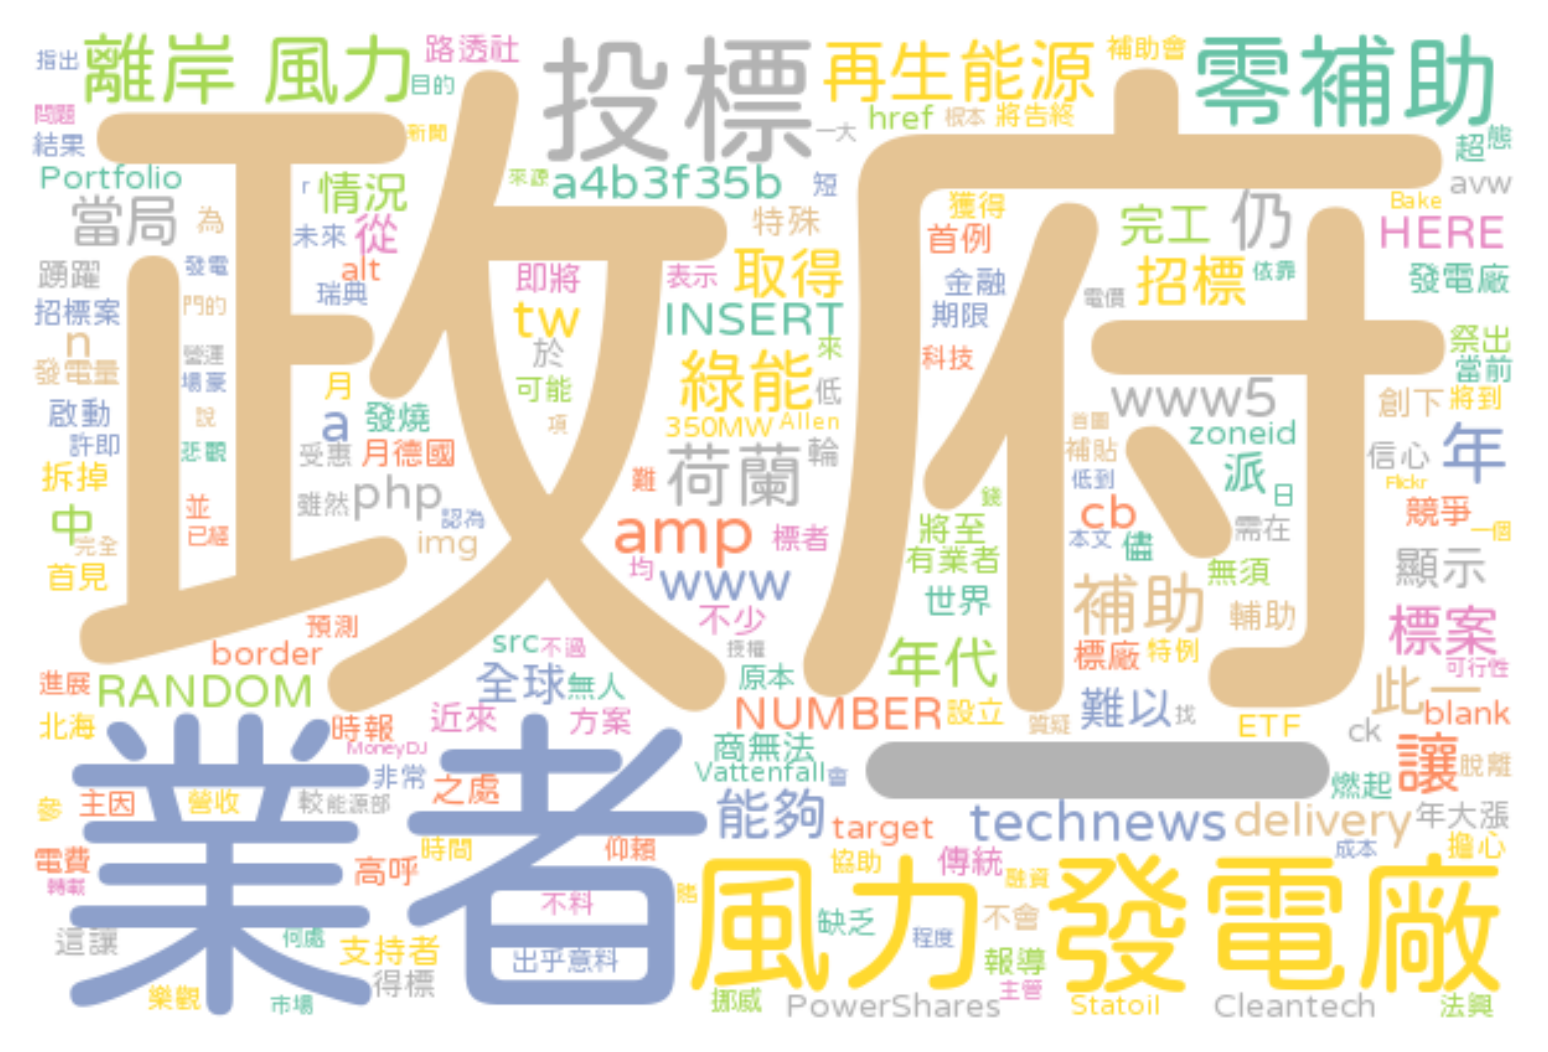 指出
離岸 風力
路透社
目的
投標
再生能源
補助會
零補助
問題
新聞
一大
href
根本
將告終
結果
超
態
Portfolio
r
情況
來源
a4b3f35b
短
avw
當局
為
未來
從
特殊
獲得
首例
完工
仍
Bake
HERE
政府
踴躍
發電
alt
瑞典
即將
表示
取得
金融
電價
招標
依靠
發電廠
招標案
門的
tw
INSERT
期限
n
營運
於
來
科技
祭出
當前
發電量
場豪
月
可能
綠能
低
www5
創下
將到
啟動
說
a
發燒
項
350MW
Allen
首圖
zoneid
許即
悲觀
受惠
月德國
荷蘭
輪
補貼
信心
年
拆掉
難
低到
派
日
Flickr
並
雖然
php
認為
錢
cb
競爭
中
已經
完全
img
amp
標者
將至
本文
儘
需在
一個
首見
均
www
有業者
無須
顯示
不少
世界
補助
輔助
標案
預測
border
src
不過
授權
年代
標廠
特例
可行性
進展
RANDOM
全球
無人
原本
難以
找
此一
北海
時報
近來
方案
NUMBER
設立
質疑
ETF
ck
blank
MoneyDJ
商無法
業者
非常
之處
Vattenfall
會
燃起
讓
脫離
參
主因
營收
較
能源部
能夠
target
technews
delivery
年大漲
電費
高呼
時間
仰賴
協助
傳統
成本
擔心
轉載
不料
賭
風力
融資
發電廠
這讓
何處
支持者
出乎意料
缺乏
程度
不會
得標
報導
主管
樂觀
市場
挪威
PowerShares
Statoil
Cleantech
法興